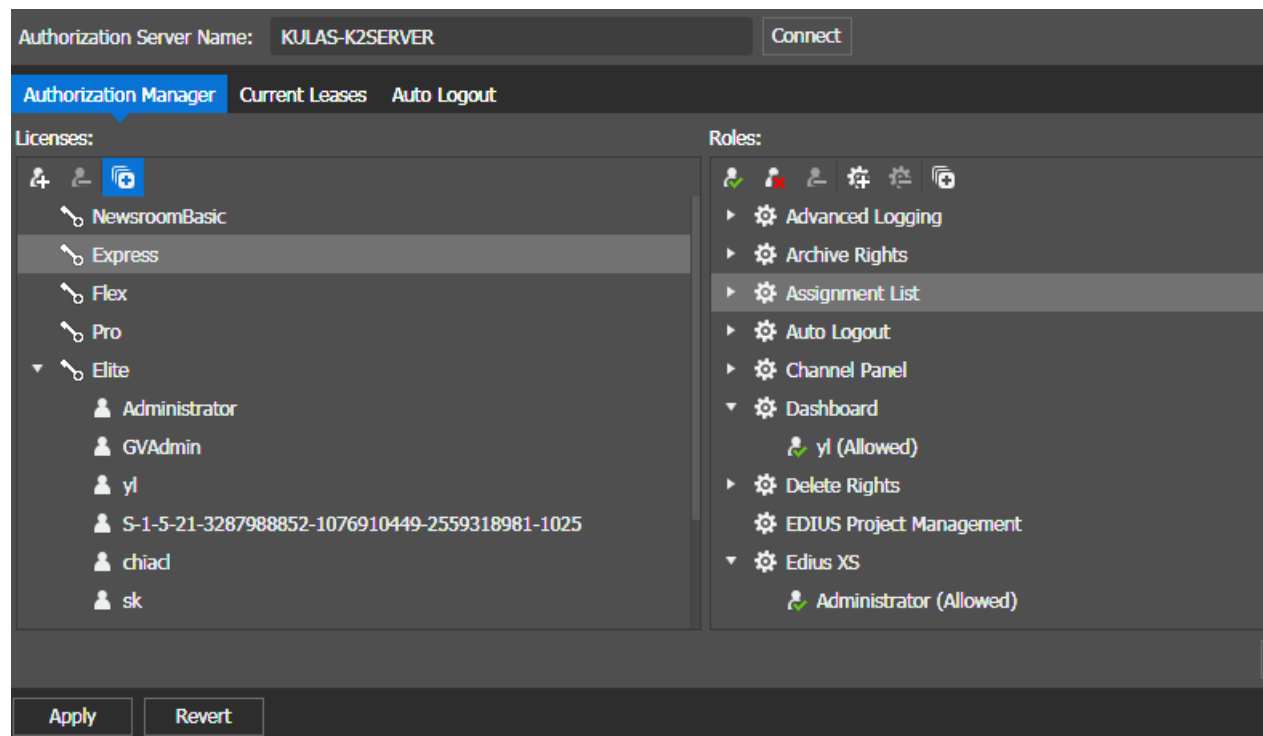 Authorization Server Name: KULAS-K2SERVER Connect
Authorization Manager Current Leases Auto Logout
Licenses:
NewsroomBasic
Express
Flex
Pro
Elite
Administrator
GVAdmin
yl
S-1-5-21-3287988852-1076910449-2559318981-1025
chiacl
sk
Roles:
Advanced Logging
Archive Rights
Assignment List
Auto Logout
Channel Panel
Dashboard
yl (Allowed)
Delete Rights
EDIUS Project Management
Edius XS
Administrator (Allowed)
Apply Revert